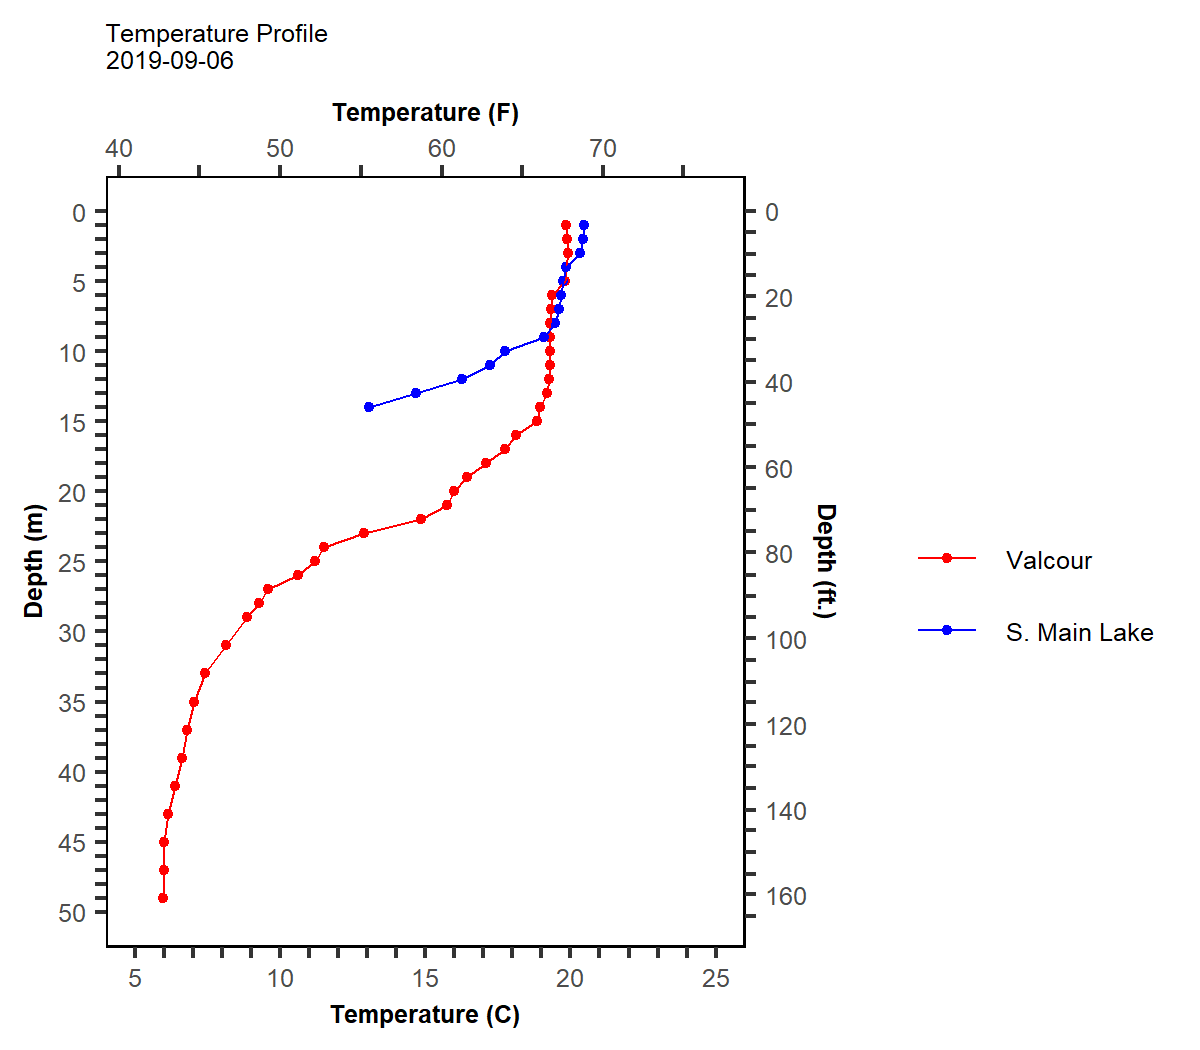 Temperature Profile
2019-09-06
Temperature (F)
40 50 60 70
0
5
10
15
20
25
30
35
40
45
50
Depth (m)
0
20
40
60
80
100
120
140
160
Depth (ft.)
Valcour
S. Main Lake
5 10 15 20 25
Temperature (C)